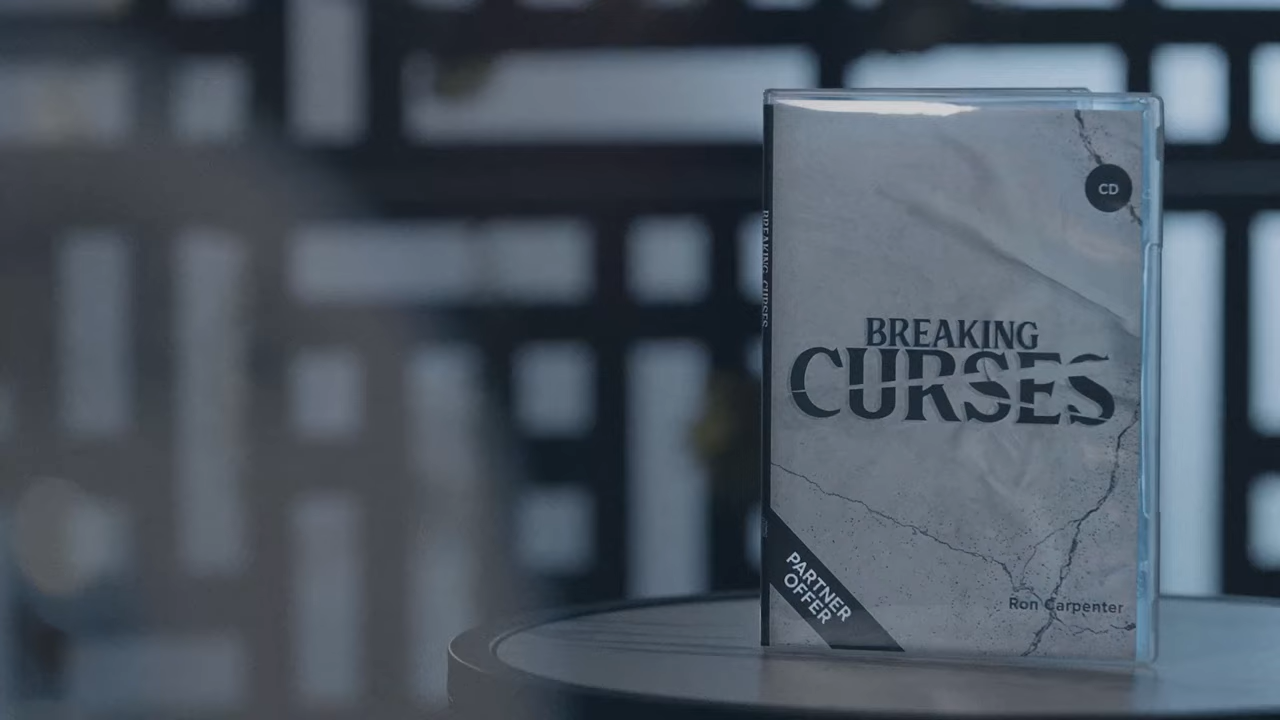 CD
BREAKING CURSES
BREAKING
CURSES
PARTNER
OFFER
Ron Carpenter